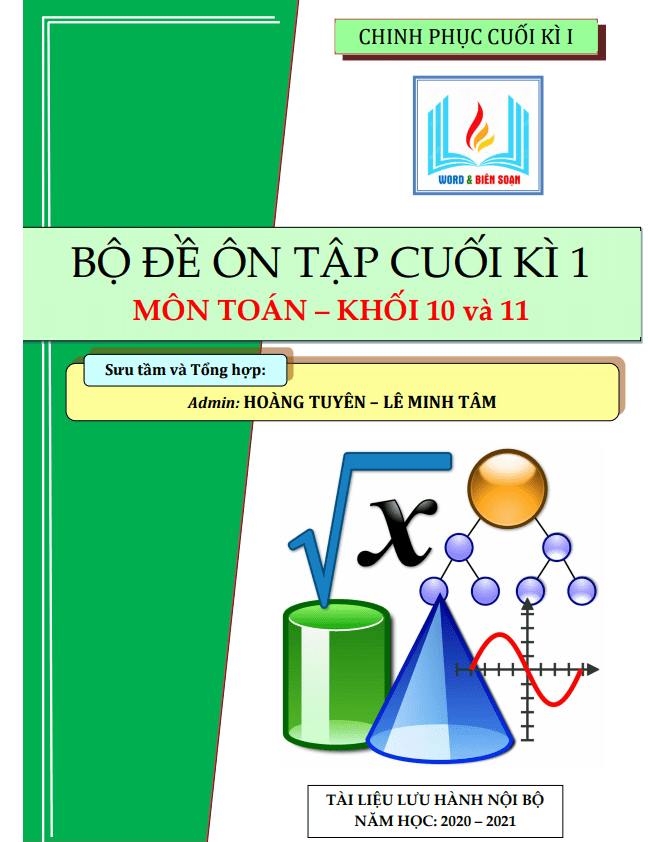 CHINH PHỤC CUỐI KÌ I
WORD & BIÊN SOẠN
BỘ ĐỀ ÔN TẬP CUỐI KÌ 1
MÔN TOÁN – KHỐI 10 và 11
Sưu tầm và Tổng hợp:
Admin: HOÀNG TUYÊN – LÊ MINH TÂM
x
TÀI LIỆU LƯU HÀNH NỘI BỘ
NĂM HỌC: 2020 – 2021